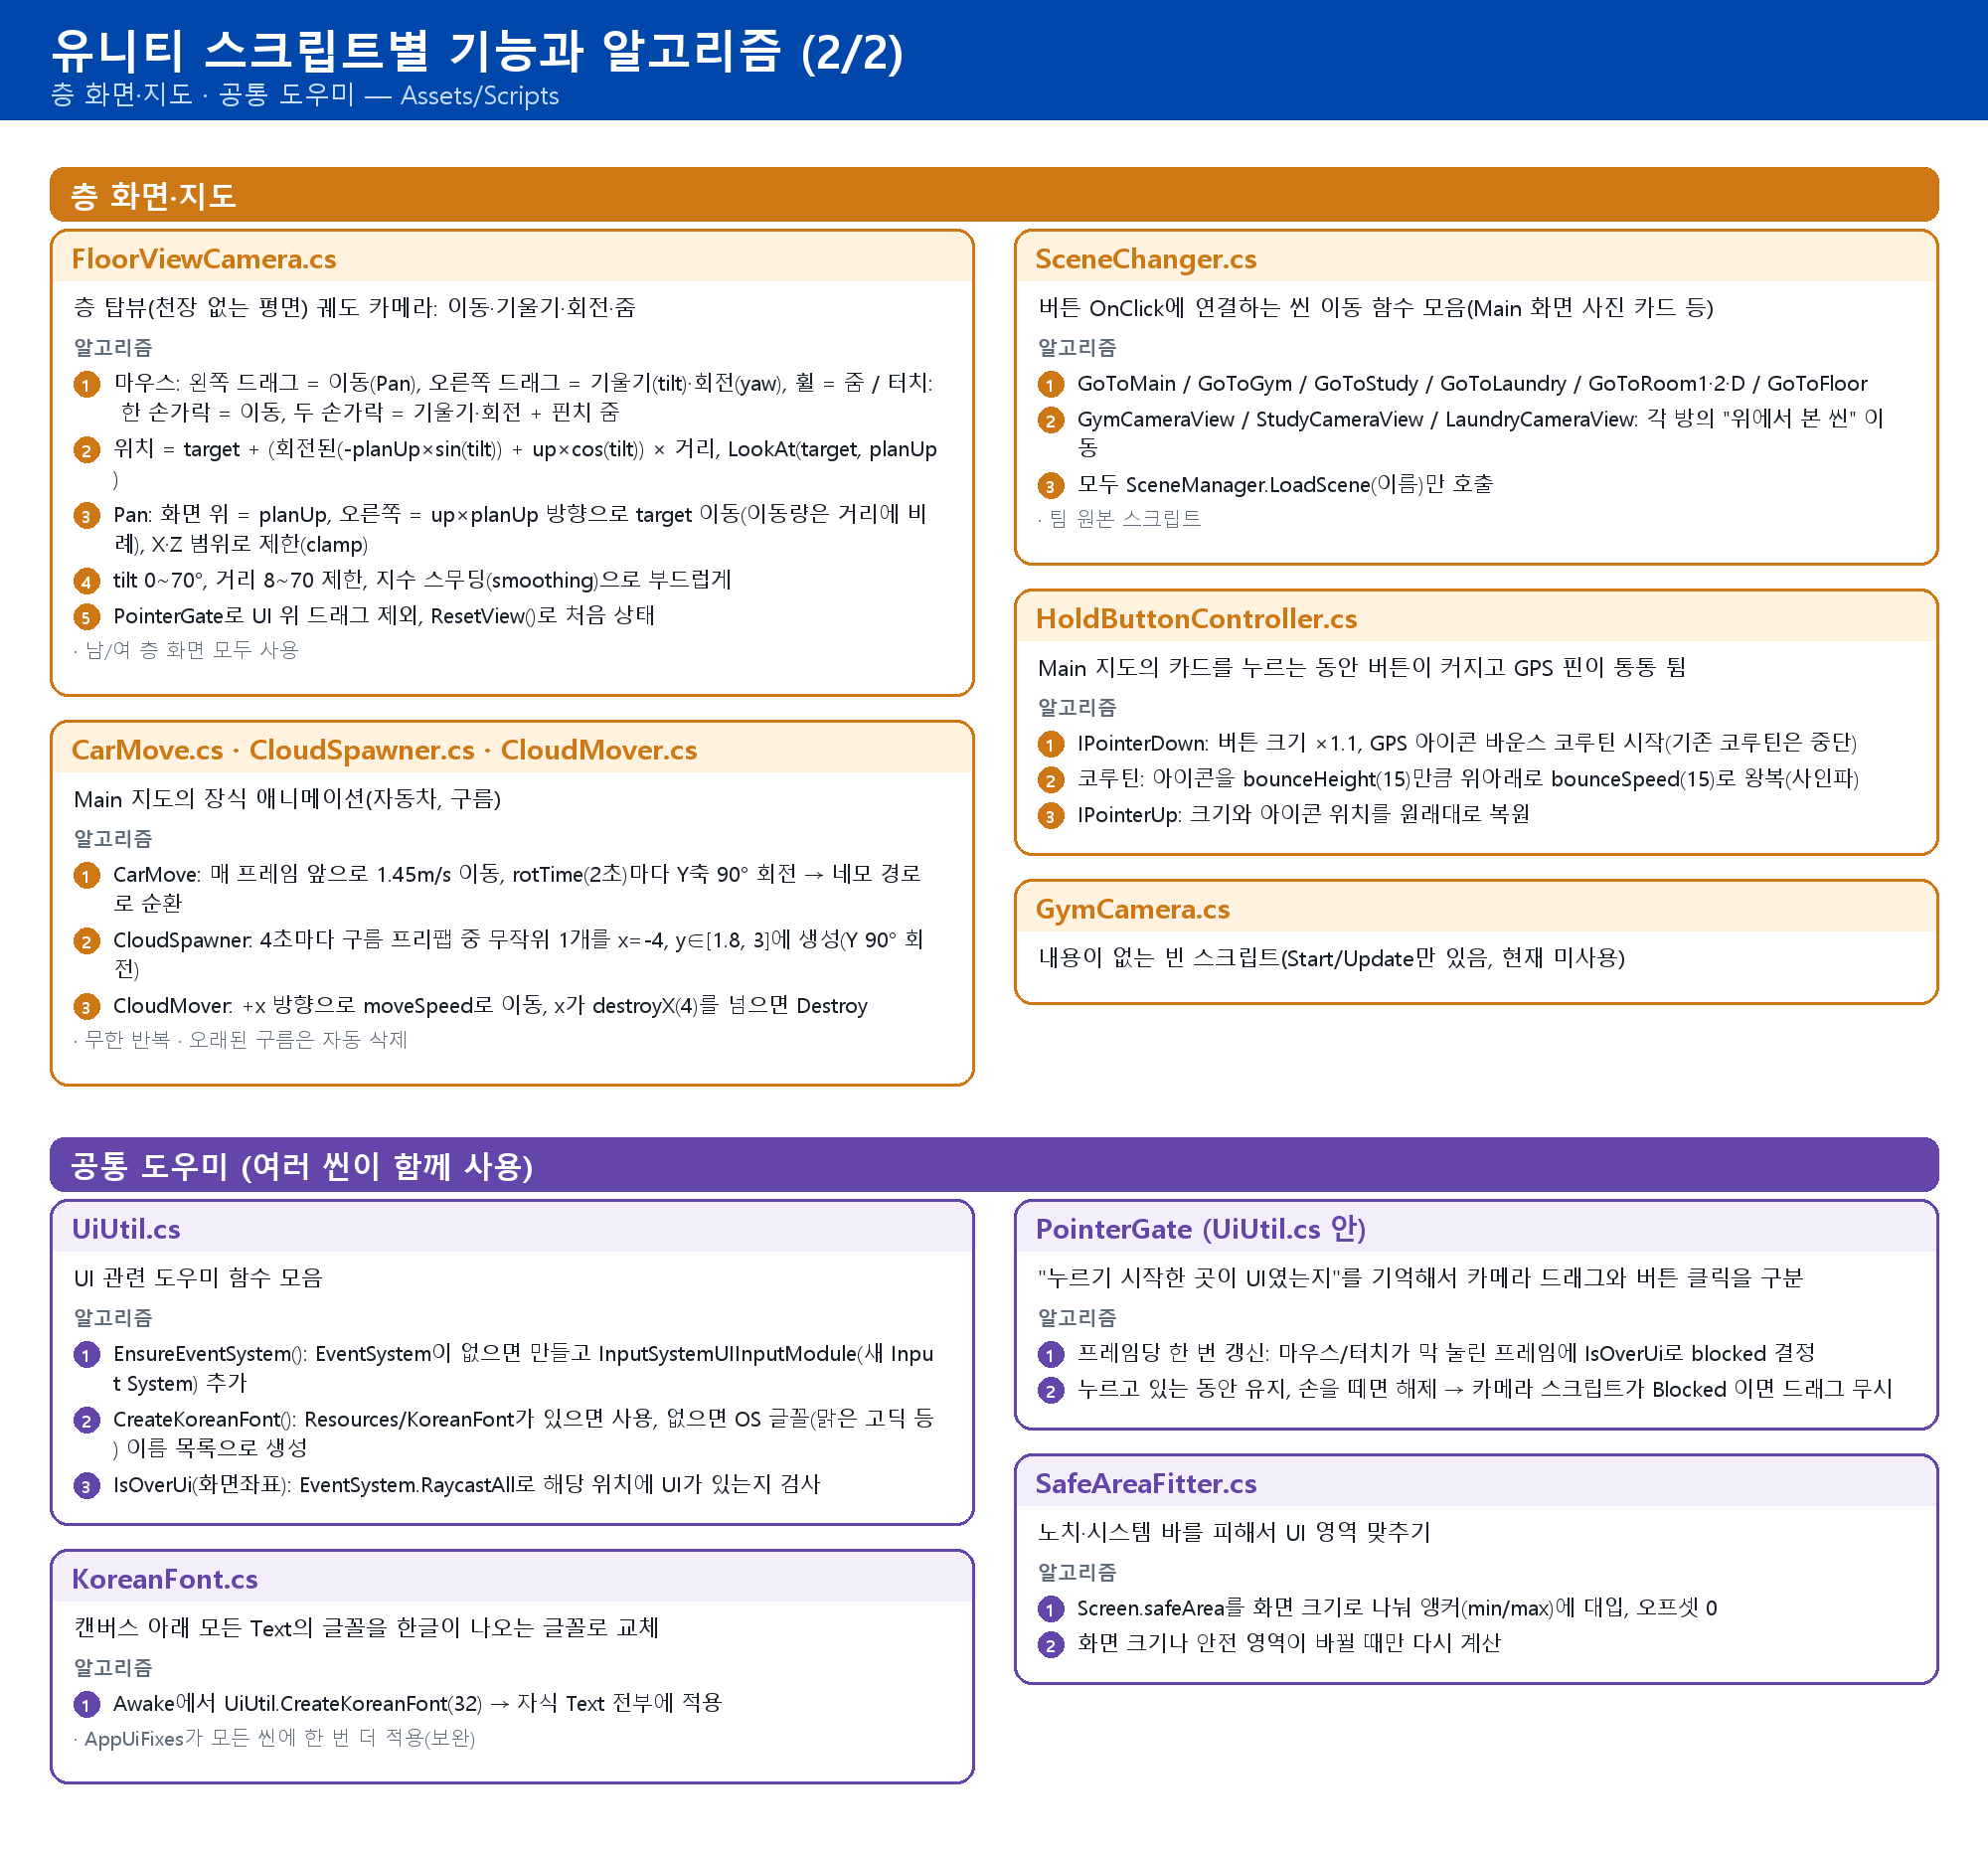 유니티 스크립트별 기능과 알고리즘 (2/2)
층 화면·지도 · 공통 도우미 — Assets/Scripts
층 화면·지도
FloorViewCamera.cs
층 탑뷰(천장 없는 평면) 궤도 카메라: 이동·기울기·회전·줌
알고리즘
1 마우스: 왼쪽 드래그 = 이동(Pan), 오른쪽 드래그 = 기울기(tilt)·회전(yaw), 휠 = 줌 / 터치:
한 손가락 = 이동, 두 손가락 = 기울기·회전 + 핀치 줌
2 위치 = target + (회전된(-planUp×sin(tilt)) + up×cos(tilt)) × 거리, LookAt(target, planUp
)
3 Pan: 화면 위 = planUp, 오른쪽 = up×planUp 방향으로 target 이동(이동량은 거리에 비
례), X·Z 범위로 제한(clamp)
4 tilt 0~70°, 거리 8~70 제한, 지수 스무딩(smoothing)으로 부드럽게
5 PointerGate로 UI 위 드래그 제외, ResetView()로 처음 상태
· 남/여 층 화면 모두 사용
CarMove.cs · CloudSpawner.cs · CloudMover.cs
Main 지도의 장식 애니메이션(자동차, 구름)
알고리즘
1 CarMove: 매 프레임 앞으로 1.45m/s 이동, rotTime(2초)마다 Y축 90° 회전 → 네모 경로
로 순환
2 CloudSpawner: 4초마다 구름 프리팹 중 무작위 1개를 x=-4, y∈[1.8, 3]에 생성(Y 90° 회
전)
3 CloudMover: +x 방향으로 moveSpeed로 이동, x가 destroyX(4)를 넘으면 Destroy
· 무한 반복 · 오래된 구름은 자동 삭제
SceneChanger.cs
버튼 OnClick에 연결하는 씬 이동 함수 모음(Main 화면 사진 카드 등)
알고리즘
1 GoToMain / GoToGym / GoToStudy / GoToLaundry / GoToRoom1·2·D / GoToFloor
2 GymCameraView / StudyCameraView / LaundryCameraView: 각 방의 "위에서 본 씬" 이
동
3 모두 SceneManager.LoadScene(이름)만 호출
· 팀 원본 스크립트
HoldButtonController.cs
Main 지도의 카드를 누르는 동안 버튼이 커지고 GPS 핀이 통통 튐
알고리즘
1 IPointerDown: 버튼 크기 ×1.1, GPS 아이콘 바운스 코루틴 시작(기존 코루틴은 중단)
2 코루틴: 아이콘을 bounceHeight(15)만큼 위아래로 bounceSpeed(15)로 왕복(사인파)
3 IPointerUp: 크기와 아이콘 위치를 원래대로 복원
GymCamera.cs
내용이 없는 빈 스크립트(Start/Update만 있음, 현재 미사용)
공통 도우미 (여러 씬이 함께 사용)
UiUtil.cs
UI 관련 도우미 함수 모음
알고리즘
1 EnsureEventSystem(): EventSystem이 없으면 만들고 InputSystemUIInputModule(새 Inpu
t System) 추가
2 CreateKoreanFont(): Resources/KoreanFont가 있으면 사용, 없으면 OS 글꼴(맑은 고딕 등
) 이름 목록으로 생성
3 IsOverUi(화면좌표): EventSystem.RaycastAll로 해당 위치에 UI가 있는지 검사
KoreanFont.cs
캔버스 아래 모든 Text의 글꼴을 한글이 나오는 글꼴로 교체
알고리즘
1 Awake에서 UiUtil.CreateKoreanFont(32) → 자식 Text 전부에 적용
· AppUiFixes가 모든 씬에 한 번 더 적용(보완)
PointerGate (UiUtil.cs 안)
"누르기 시작한 곳이 UI였는지"를 기억해서 카메라 드래그와 버튼 클릭을 구분
알고리즘
1 프레임당 한 번 갱신: 마우스/터치가 막 눌린 프레임에 IsOverUi로 blocked 결정
2 누르고 있는 동안 유지, 손을 떼면 해제 → 카메라 스크립트가 Blocked 이면 드래그 무시
SafeAreaFitter.cs
노치·시스템 바를 피해서 UI 영역 맞추기
알고리즘
1 Screen.safeArea를 화면 크기로 나눠 앵커(min/max)에 대입, 오프셋 0
2 화면 크기나 안전 영역이 바뀔 때만 다시 계산